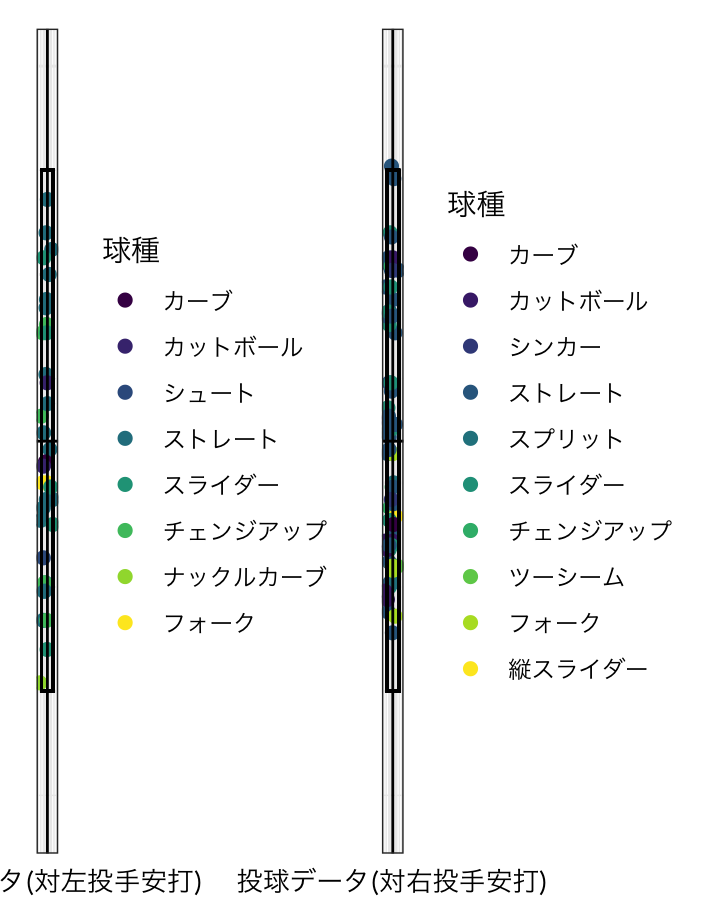 球種
カーブ
カットボール
シュート
ストレート
スライダー
チェンジアップ
ナックルカーブ
フォーク
タ(対左投手安打)
球種
カーブ
カットボール
シンカー
ストレート
スプリット
スライダー
チェンジアップ
ツーシーム
フォーク
縦スライダー
投球データ(対右投手安打)